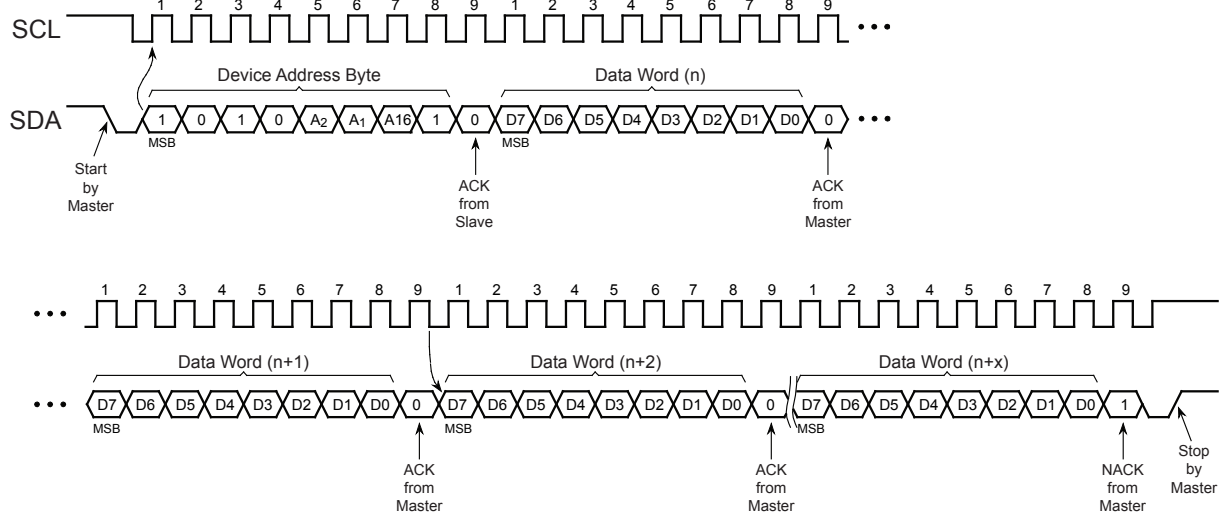 1 2 3 4 5 6 7 8 9 1 2 3 4 5 6 7 8 9
SCL
Device Address Byte Data Word (n)
SDA
1 0 1 0 A2 A1 A16 1 0 D7 D6 D5 D4 D3 D2 D1 D0 0
MSB MSB
Start
by
Master
ACK
from
Slave
ACK
from
Master
1 2 3 4 5 6 7 8 9 1 2 3 4 5 6 7 8 9 1 2 3 4 5 6 7 8 9
Data Word (n+1) Data Word (n+2) Data Word (n+x)
D7 D6 D5 D4 D3 D2 D1 D0 0 D7 D6 D5 D4 D3 D2 D1 D0 0 D7 D6 D5 D4 D3 D2 D1 D0 1
MSB MSB MSB
ACK
from
Master
ACK
from
Master
NACK
from
Master
Stop
by
Master